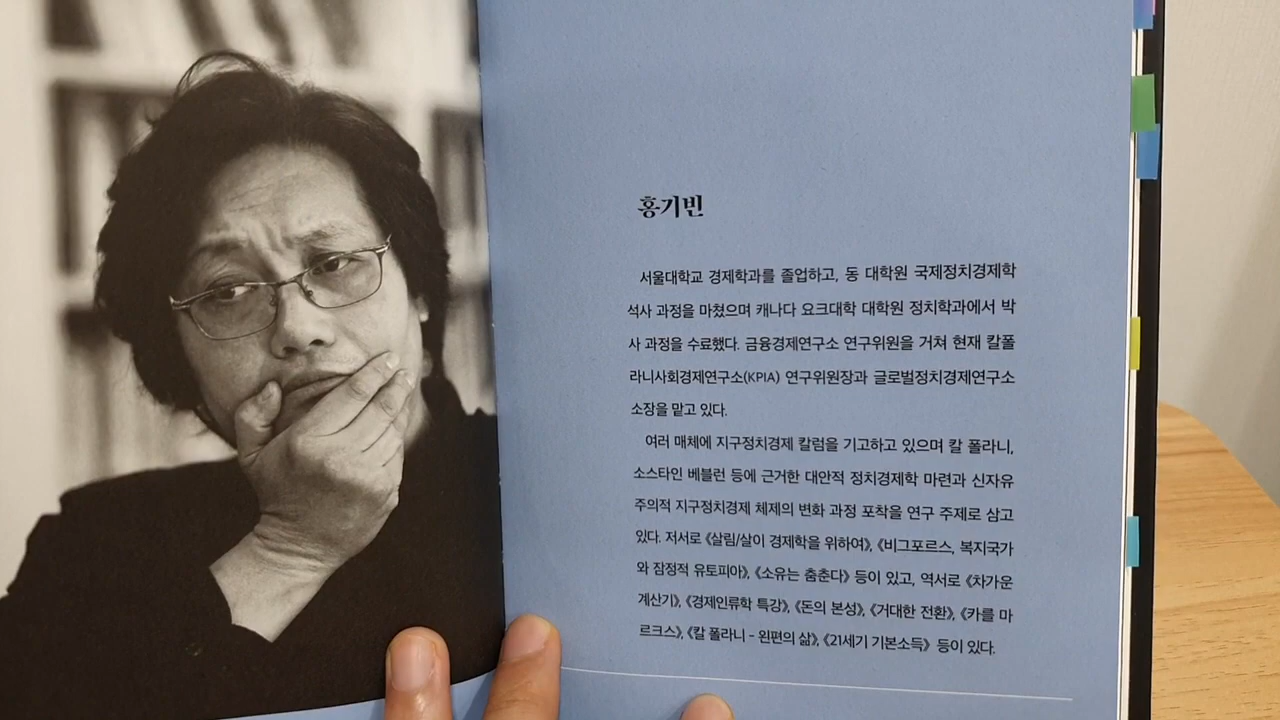 홍기빈
서울대학교 경제학과를 졸업하고, 동 대학원 국제정치경제학
석사 과정을 마쳤으며 캐나다 요크대학 대학원 정치학과에서 박
사 과정을 수료했다. 금융경제연구소 연구위원을 거쳐 현재 칼폴
라니사회경제연구소(KPIA) 연구위원장과 글로벌정치경제연구소
소장을 맡고 있다.
여러 매체에 지구정치경제 칼럼을 기고하고 있으며 칼 폴라니,
소스타인 베블런 등에 근거한 대안적 정치경제학 마련과 신자유
주의적 지구정치경제 체제의 변화 과정 포착을 연구 주제로 삼고
있다. 저서로 《살림/살이 경제학을 위하여》, 《비그포르스, 복지국가
와 잠정적 유토피아》, 《소유는 춤춘다》 등이 있고, 역서로 《차가운
계산기》, 《경제인류학 특강》, 《돈의 본성》, 《거대한 전환》, 《카를 마
르크스》, 《칼 폴라니 - 왼편의 삶》, 《21세기 기본소득》 등이 있다.